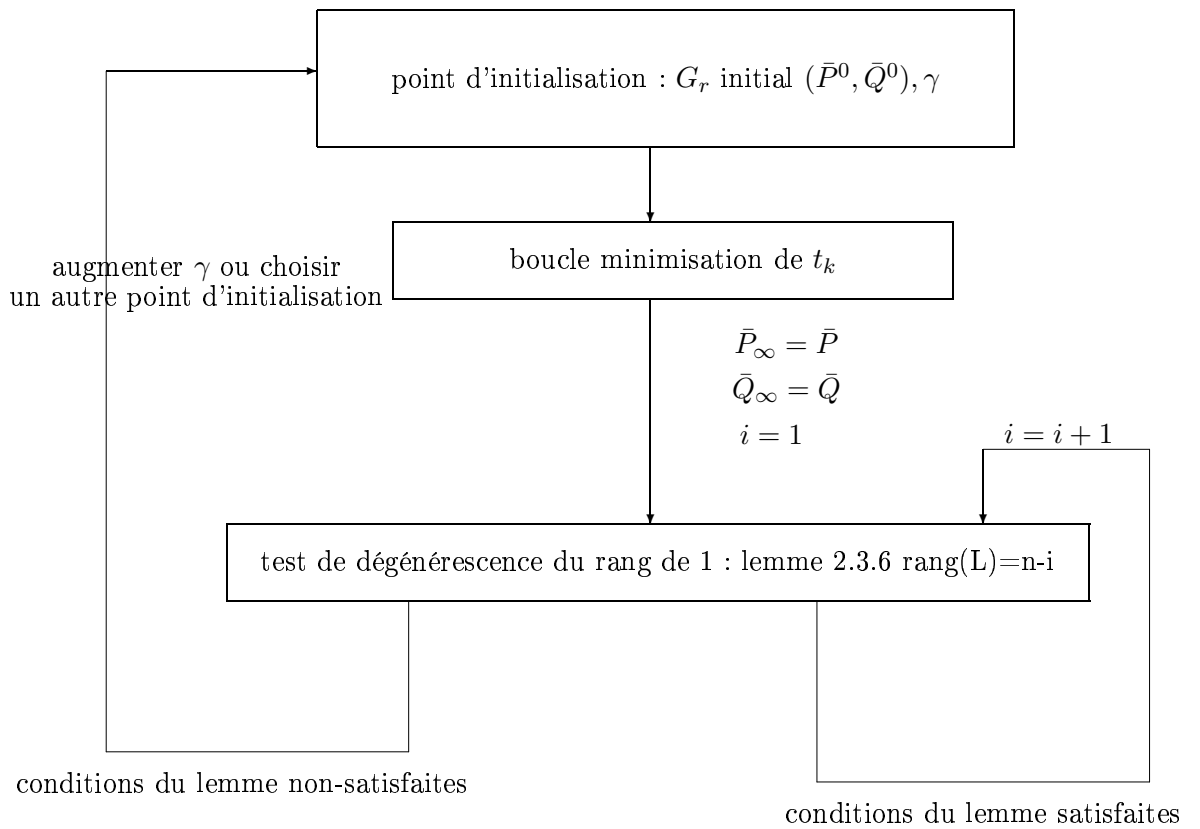 point d'initialisation : $G_r$ initial $(\bar{P}^0, \bar{Q}^0), \gamma$
boucle minimisation de $t_k$
augmenter $\gamma$ ou choisir
un autre point d'initialisation
$\bar{P}_\infty = \bar{P}$
$\bar{Q}_\infty = \bar{Q}$
$i = 1$
$i = i + 1$
test de dégénérescence du rang de 1 : lemme 2.3.6 rang(L)=n-i
conditions du lemme non-satisfaites
conditions du lemme satisfaites